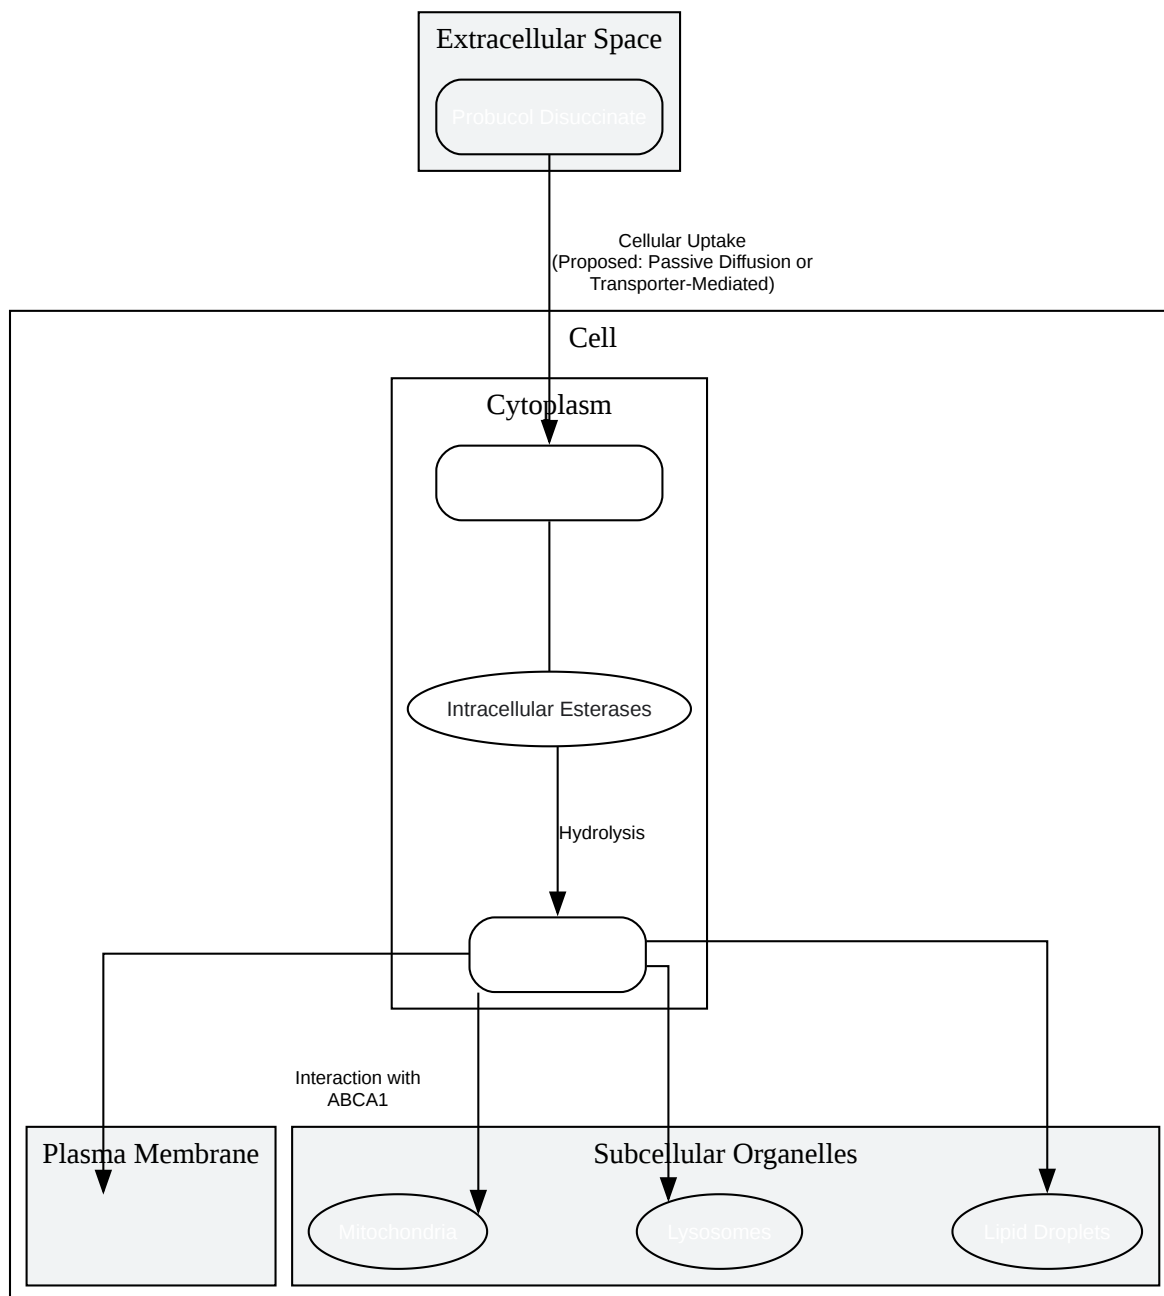 Extracellular Space
Probucol Disuccinate
Cellular Uptake
(Proposed: Passive Diffusion or
Transporter-Mediated)
Cell
Cytoplasm
Intracellular Esterases
Hydrolysis
Interaction with
ABCA1
Plasma Membrane
Subcellular Organelles
Mitochondria
Lysosomes
Lipid Droplets